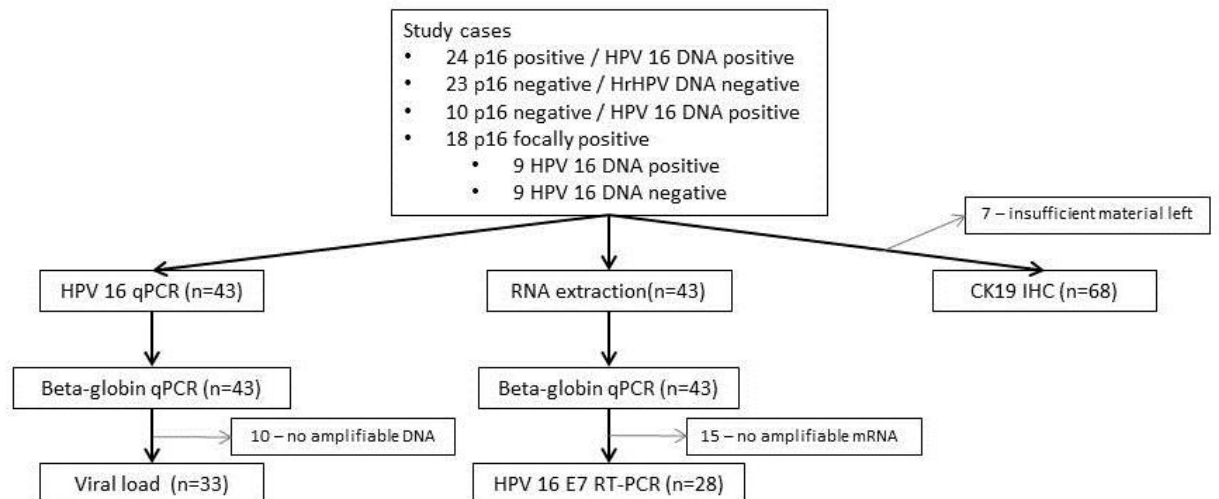 Study cases
• 24 p16 positive / HPV 16 DNA positive
• 23 p16 negative / HrHPV DNA negative
• 10 p16 negative / HPV 16 DNA positive
• 18 p16 focally positive
• 9 HPV 16 DNA positive
• 9 HPV 16 DNA negative
7 – insufficient material left
HPV 16 qPCR (n=43)
RNA extraction(n=43)
CK19 IHC (n=68)
Beta-globin qPCR (n=43)
Beta-globin qPCR (n=43)
10 – no amplifiable DNA
15 – no amplifiable mRNA
Viral load (n=33)
HPV 16 E7 RT-PCR (n=28)